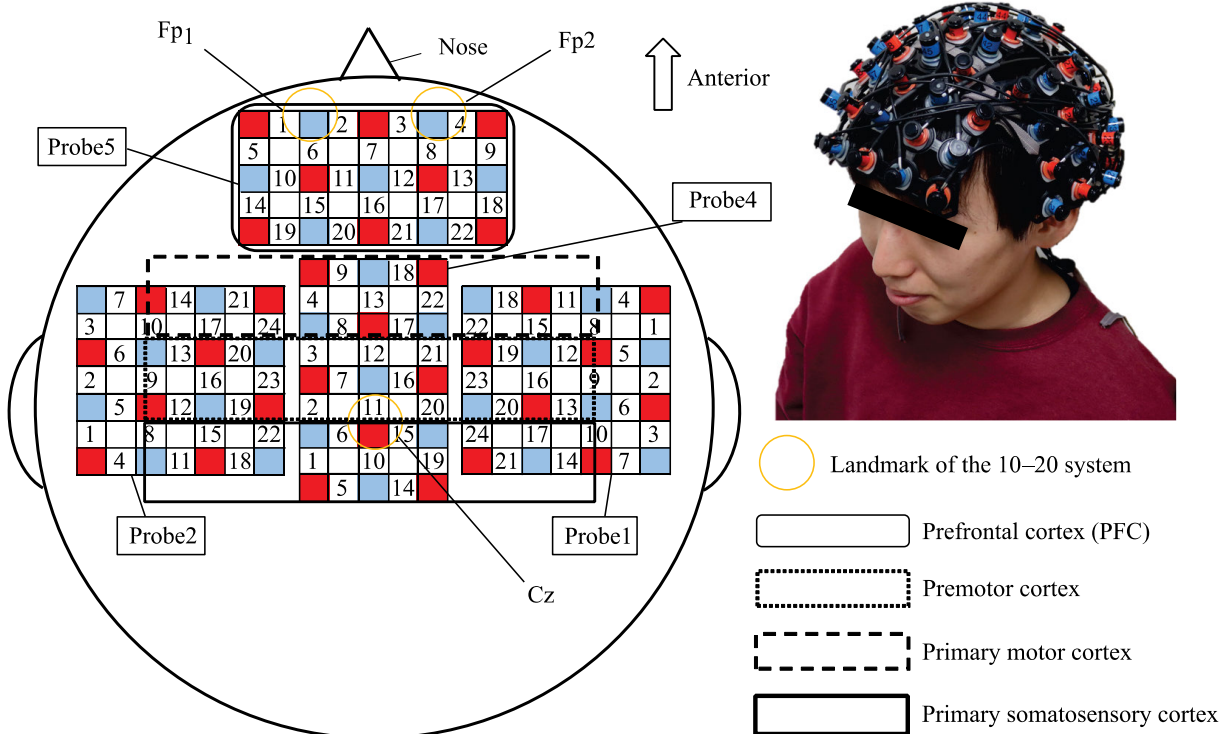 Fp1
Nose
Fp2
Anterior
Probe5
Probe4
1 2 3 4
5 6 7 8 9
10 11 12 13
14 15 16 17 18
19 20 21 22
9 18
4 13 22
8 17
3 12 21
7 16
2 11 20
6 15
1 10 19
5 14
7 14 21
3 10 17 24
6 13 20
2 9 16 23
5 12 19
1 8 15 22
4 11 18
18 11 4
22 15 8 1
19 12 5
23 16 9 2
20 13 6
24 17 10 3
21 14 7
Probe2
Probe1
Cz
Landmark of the 10–20 system
Prefrontal cortex (PFC)
Premotor cortex
Primary motor cortex
Primary somatosensory cortex